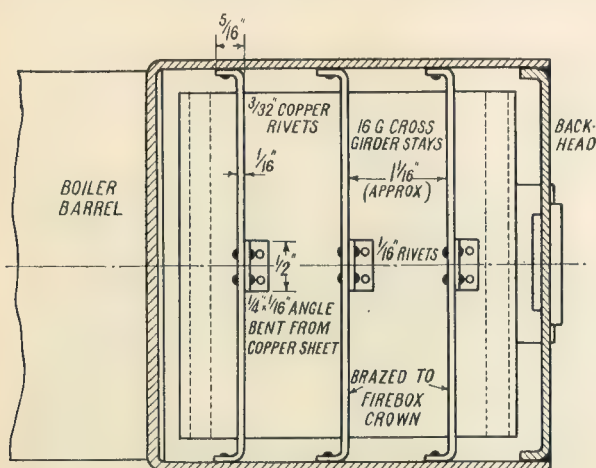 5/16"
3/32" COPPER
RIVETS
1/16"
16 G CROSS
GIRDER STAYS
1 1/16"
(APPROX)
BACK-
HEAD
BOILER
BARREL
1/2"
1/16" RIVETS
1/4" × 1/16" ANGLE
BENT FROM
COPPER SHEET
BRAZED TO
FIREBOX
CROWN